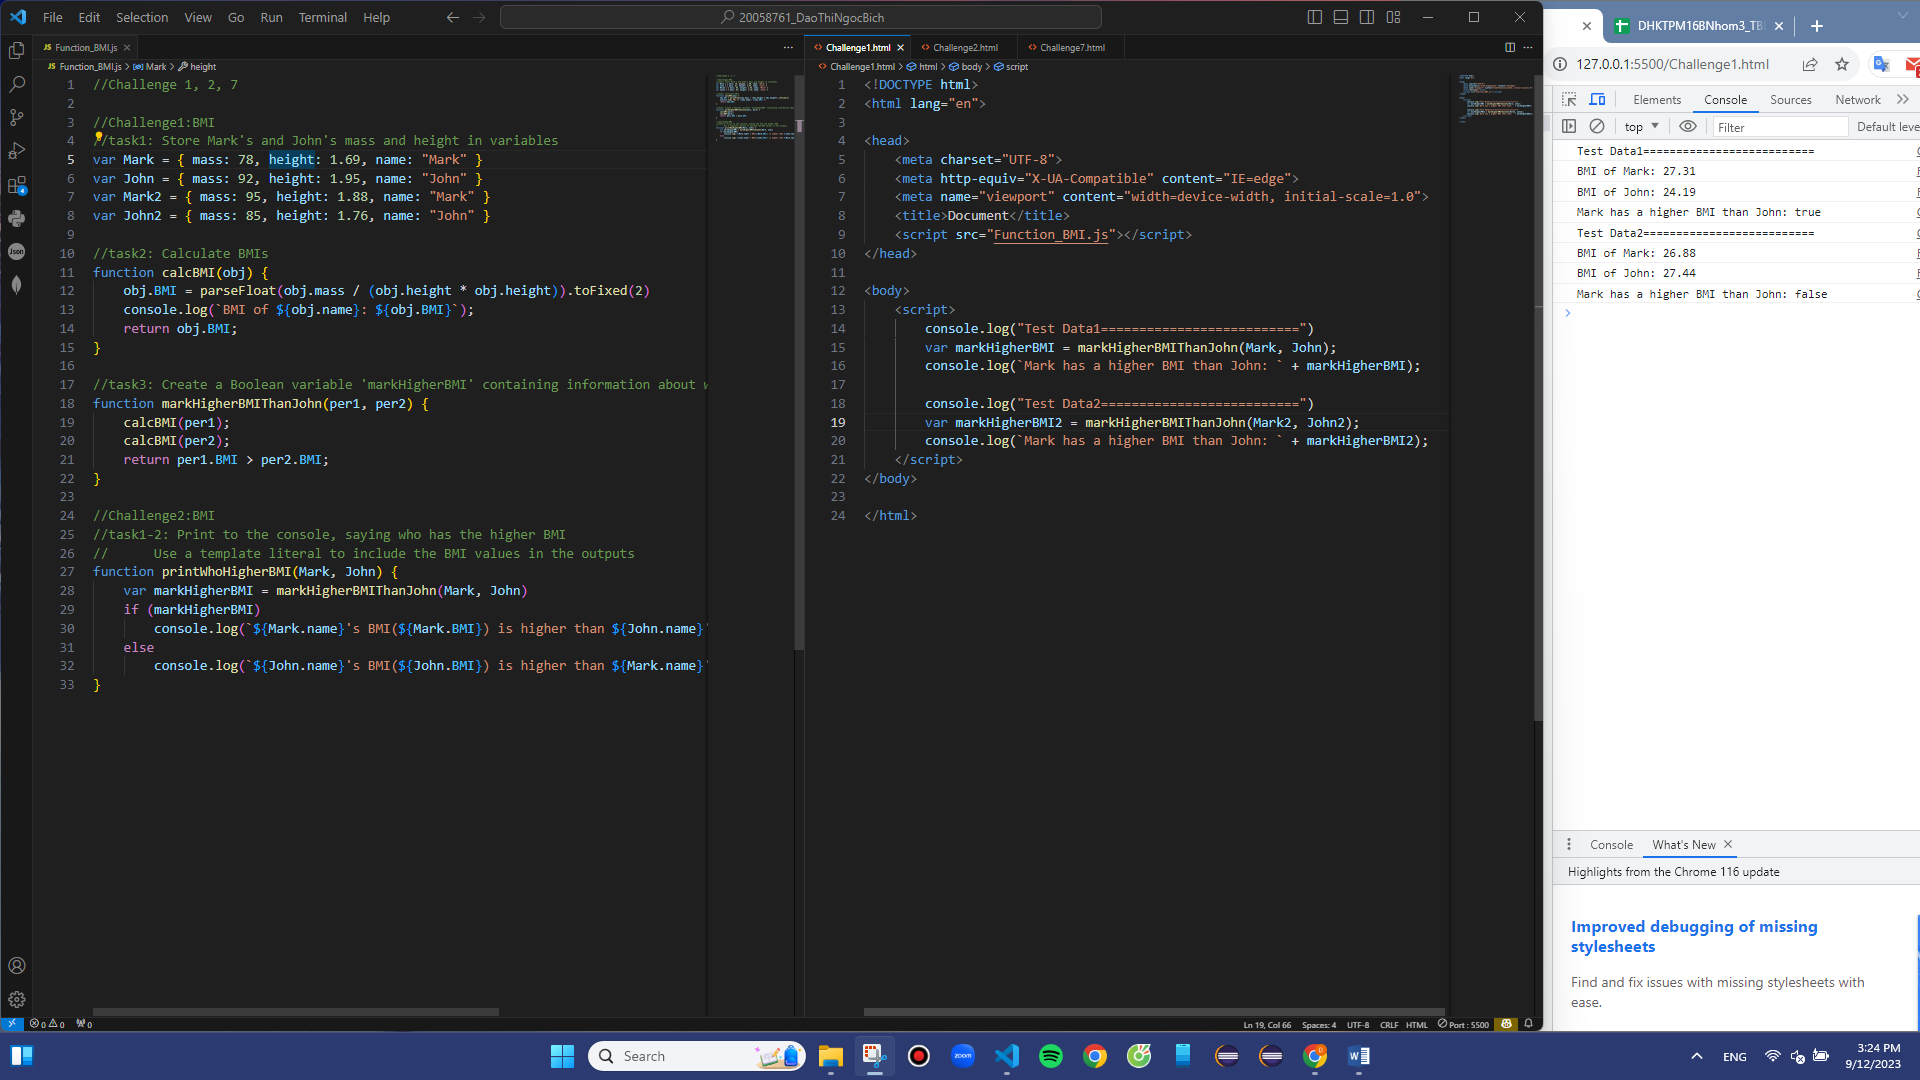 File Edit Selection View Go Run Terminal Help
20058761_DaoThiNgocBich
JS Function_BMI.js
JS Function_BMI.js > Mark > height
1 //Challenge 1, 2, 7
2
3 //Challenge1:BMI
4 //task1: Store Mark's and John's mass and height in variables
5 var Mark = { mass: 78, height: 1.69, name: "Mark" }
6 var John = { mass: 92, height: 1.95, name: "John" }
7 var Mark2 = { mass: 95, height: 1.88, name: "Mark" }
8 var John2 = { mass: 85, height: 1.76, name: "John" }
9
10 //task2: Calculate BMIs
11 function calcBMI(obj) {
12 obj.BMI = parseFloat(obj.mass / (obj.height * obj.height)).toFixed(2)
13 console.log(`BMI of ${obj.name}: ${obj.BMI}`);
14 return obj.BMI;
15 }
16
17 //task3: Create a Boolean variable 'markHigherBMI' containing information about w
18 function markHigherBMIThanJohn(per1, per2) {
19 calcBMI(per1);
20 calcBMI(per2);
21 return per1.BMI > per2.BMI;
22 }
23
24 //Challenge2:BMI
25 //task1-2: Print to the console, saying who has the higher BMI
26 // Use a template literal to include the BMI values in the outputs
27 function printWhoHigherBMI(Mark, John) {
28 var markHigherBMI = markHigherBMIThanJohn(Mark, John)
29 if (markHigherBMI)
30 console.log(`${Mark.name}'s BMI(${Mark.BMI}) is higher than ${John.name}'
31 else
32 console.log(`${John.name}'s BMI(${John.BMI}) is higher than ${Mark.name}'
33 }
Challenge1.html Challenge2.html Challenge7.html
Challenge1.html > html > body > script
1 <!DOCTYPE html>
2 <html lang="en">
3
4 <head>
5 <meta charset="UTF-8">
6 <meta http-equiv="X-UA-Compatible" content="IE=edge">
7 <meta name="viewport" content="width=device-width, initial-scale=1.0">
8 <title>Document</title>
9 <script src="Function_BMI.js"></script>
10 </head>
11
12 <body>
13 <script>
14 console.log("Test Data1==========================")
15 var markHigherBMI = markHigherBMIThanJohn(Mark, John);
16 console.log(`Mark has a higher BMI than John: ` + markHigherBMI);
17
18 console.log("Test Data2==========================")
19 var markHigherBMI2 = markHigherBMIThanJohn(Mark2, John2);
20 console.log(`Mark has a higher BMI than John: ` + markHigherBMI2);
21 </script>
22 </body>
23
24 </html>
0 0 0
Ln 19, Col 66 Spaces: 4 UTF-8 CRLF HTML Port : 5500
DHKTPM16BNhom3_TB
127.0.0.1:5500/Challenge1.html
Elements Console Sources Network
top Filter Default leve
Test Data1==========================
BMI of Mark: 27.31
BMI of John: 24.19
Mark has a higher BMI than John: true
Test Data2==========================
BMI of Mark: 26.88
BMI of John: 27.44
Mark has a higher BMI than John: false
Console What's New
Highlights from the Chrome 116 update
Improved debugging of missing
stylesheets
Find and fix issues with missing stylesheets with
ease.
Search
zoom
ENG
3:24 PM
9/12/2023